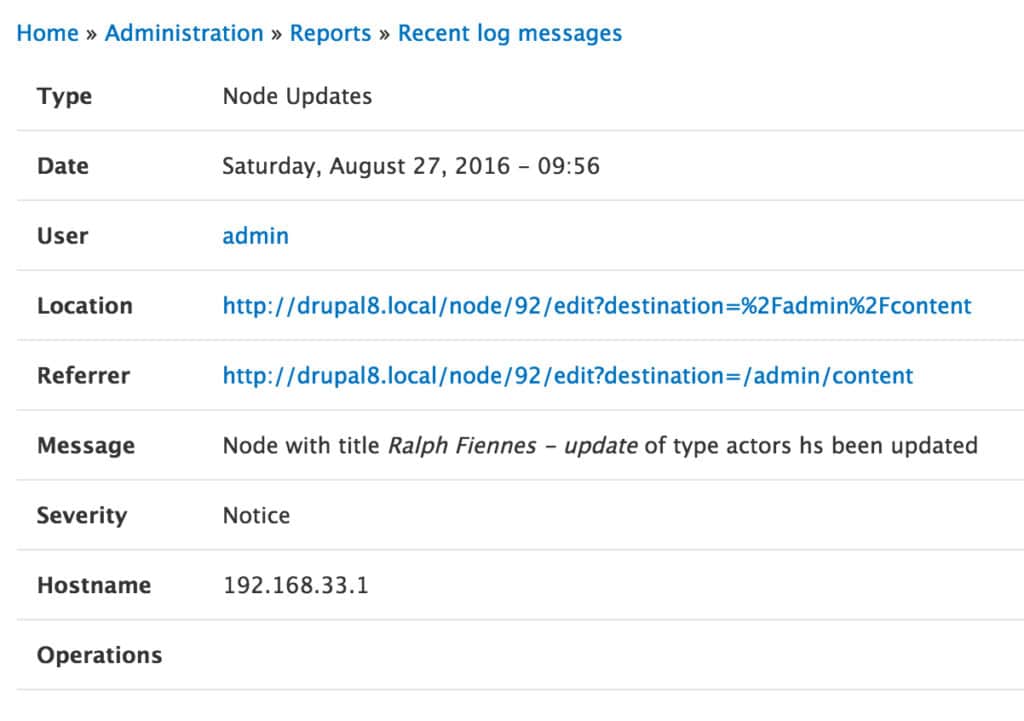 Home » Administration » Reports » Recent log messages
Type Node Updates
Date Saturday, August 27, 2016 – 09:56
User admin
Location http://drupal8.local/node/92/edit?destination=%2Fadmin%2Fcontent
Referrer http://drupal8.local/node/92/edit?destination=/admin/content
Message Node with title Ralph Fiennes – update of type actors hs been updated
Severity Notice
Hostname 192.168.33.1
Operations